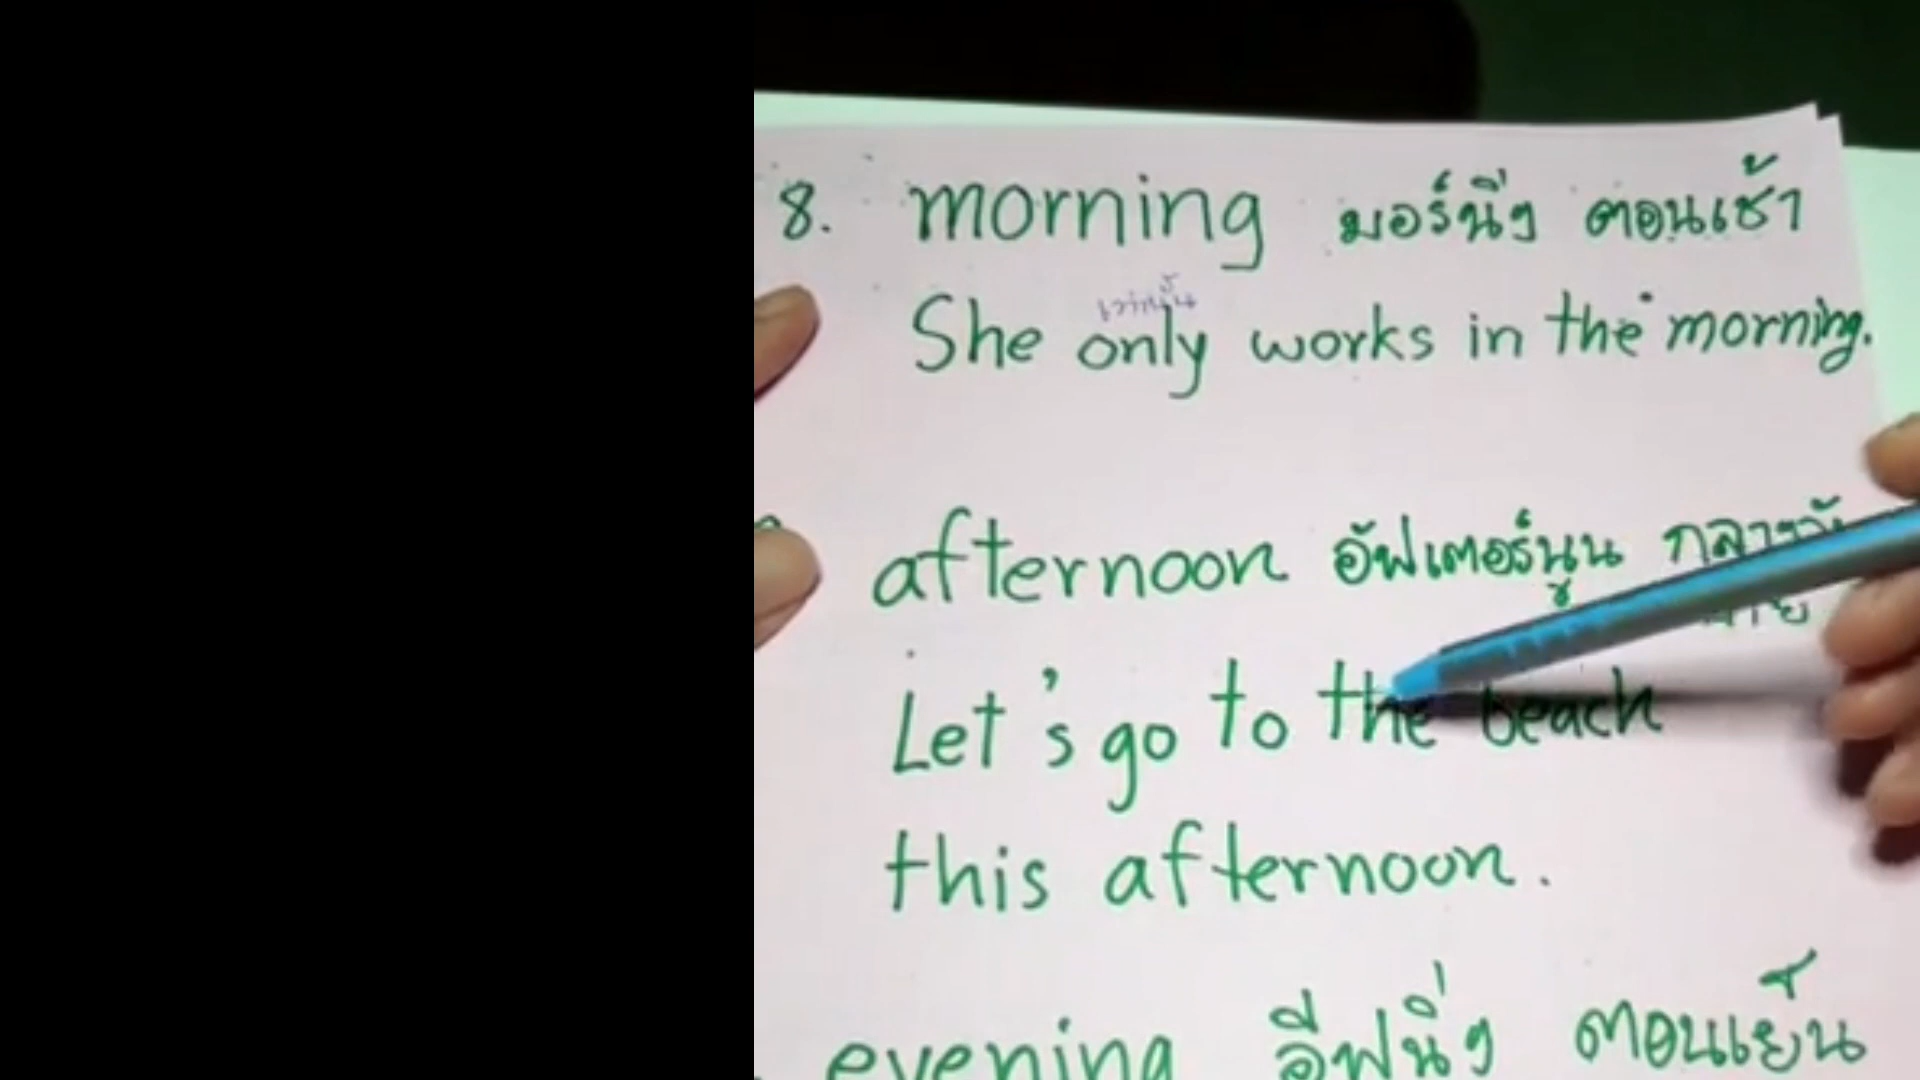 8. morning มอร์นิ่ง ตอนเช้า
เท่านั้น
She only works in the morning.
afternoon อัฟเตอร์นูน
Let's go to the beach
this afternoon.
evening อีฟนิ่ง ตอนเย็น